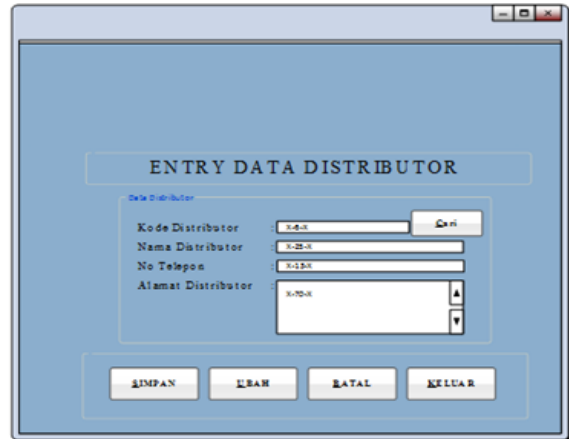 ENTRY DATA DISTRIBUTOR
Data Distributor
Kode Distributor : X-6-X Cari
Nama Distributor : X-25-X
No Telepon : X-13-X
Alamat Distributor : X-70-X
SIMPAN UBAH BATAL KELUAR